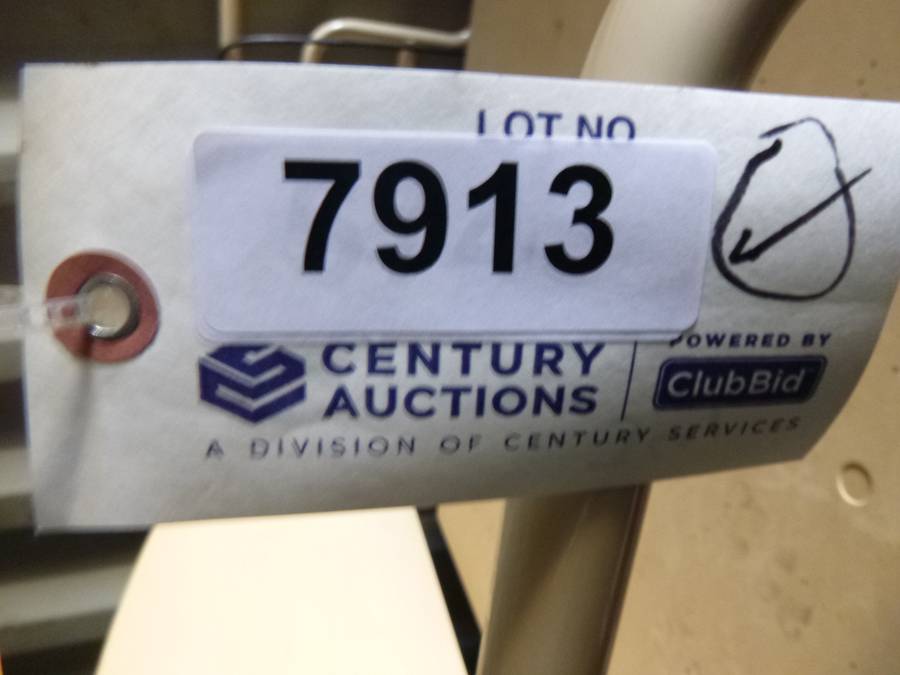 LOT NO
7913
CENTURY
AUCTIONS
POWERED BY
ClubBid
A DIVISION OF CENTURY SERVICES